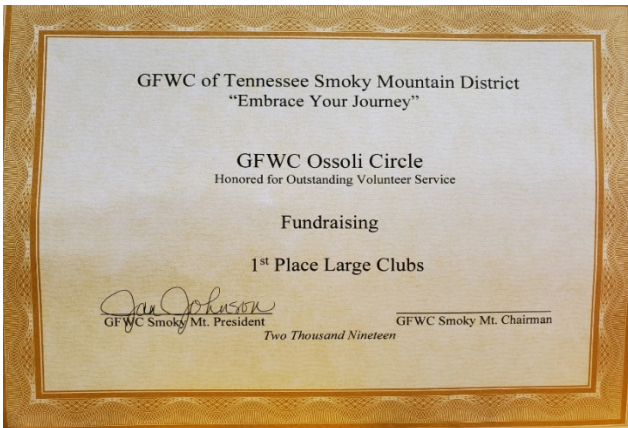 GFWC of Tennessee Smoky Mountain District
“Embrace Your Journey”
GFWC Ossoli Circle
Honored for Outstanding Volunteer Service
Fundraising
1st Place Large Clubs
Jan Johnson
GFWC Smoky Mt. President
GFWC Smoky Mt. Chairman
Two Thousand Nineteen